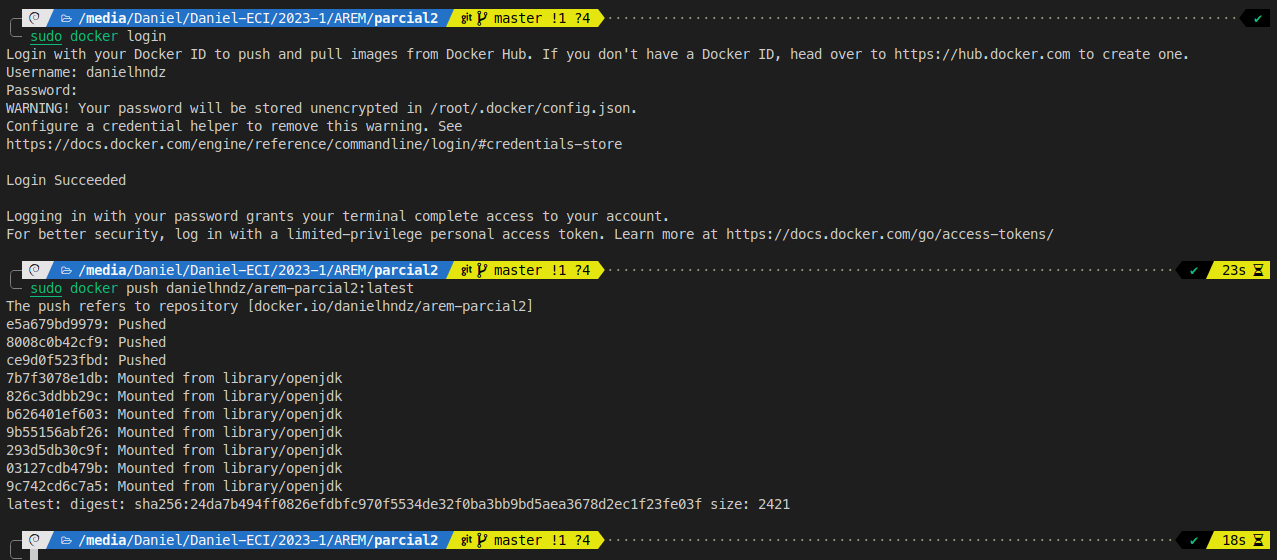 /media/Daniel/Daniel-ECI/2023-1/AREM/parcial2 git master !1 ?4 ✔
sudo docker login
Login with your Docker ID to push and pull images from Docker Hub. If you don't have a Docker ID, head over to https://hub.docker.com to create one.
Username: danielhndz
Password:
WARNING! Your password will be stored unencrypted in /root/.docker/config.json.
Configure a credential helper to remove this warning. See
https://docs.docker.com/engine/reference/commandline/login/#credentials-store
Login Succeeded
Logging in with your password grants your terminal complete access to your account.
For better security, log in with a limited-privilege personal access token. Learn more at https://docs.docker.com/go/access-tokens/
/media/Daniel/Daniel-ECI/2023-1/AREM/parcial2 git master !1 ?4 ✔ 23s
sudo docker push danielhndz/arem-parcial2:latest
The push refers to repository [docker.io/danielhndz/arem-parcial2]
e5a679bd9979: Pushed
8008c0b42cf9: Pushed
ce9d0f523fbd: Pushed
7b7f3078e1db: Mounted from library/openjdk
826c3ddbb29c: Mounted from library/openjdk
b626401ef603: Mounted from library/openjdk
9b55156abf26: Mounted from library/openjdk
293d5db30c9f: Mounted from library/openjdk
03127cdb479b: Mounted from library/openjdk
9c742cd6c7a5: Mounted from library/openjdk
latest: digest: sha256:24da7b494ff0826efdbfc970f5534de32f0ba3bb9bd5aea3678d2ec1f23fe03f size: 2421
/media/Daniel/Daniel-ECI/2023-1/AREM/parcial2 git master !1 ?4 ✔ 18s